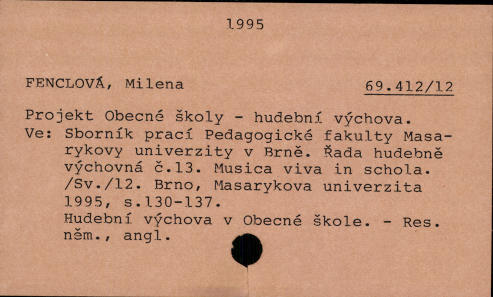 1995
FENCLOVÁ, Milena 69.412/12
Projekt Obecné školy - hudební výchova.
Ve: Sborník prací Pedagogické fakulty Masa-
rykovy univerzity v Brně. Řada hudebně
výchovná č.13. Musica viva in schola.
/Sv./12. Brno, Masarykova univerzita
1995, s.130-137.
Hudební výchova v Obecné škole. - Res.
něm., angl.